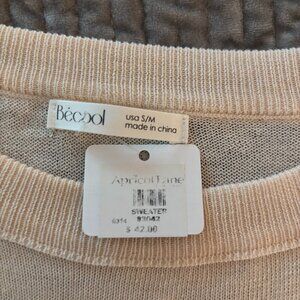 Bécool
usa S/M
made in china
Apricot Lane
SWEATER
$ 42.00